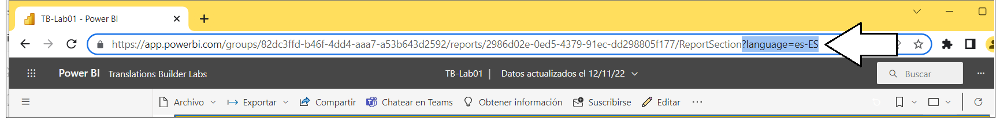 TB-Lab01 - Power BI
https://app.powerbi.com/groups/82dc3ffd-b46f-4dd4-aaa7-a53b643d2592/reports/2986d02e-0ed5-4379-91ec-dd298805f177/ReportSection?language=es-ES
Power BI Translations Builder Labs TB-Lab01 | Datos actualizados el 12/11/22 Buscar
Archivo Exportar Compartir Chatear en Teams Obtener información Suscribirse Editar